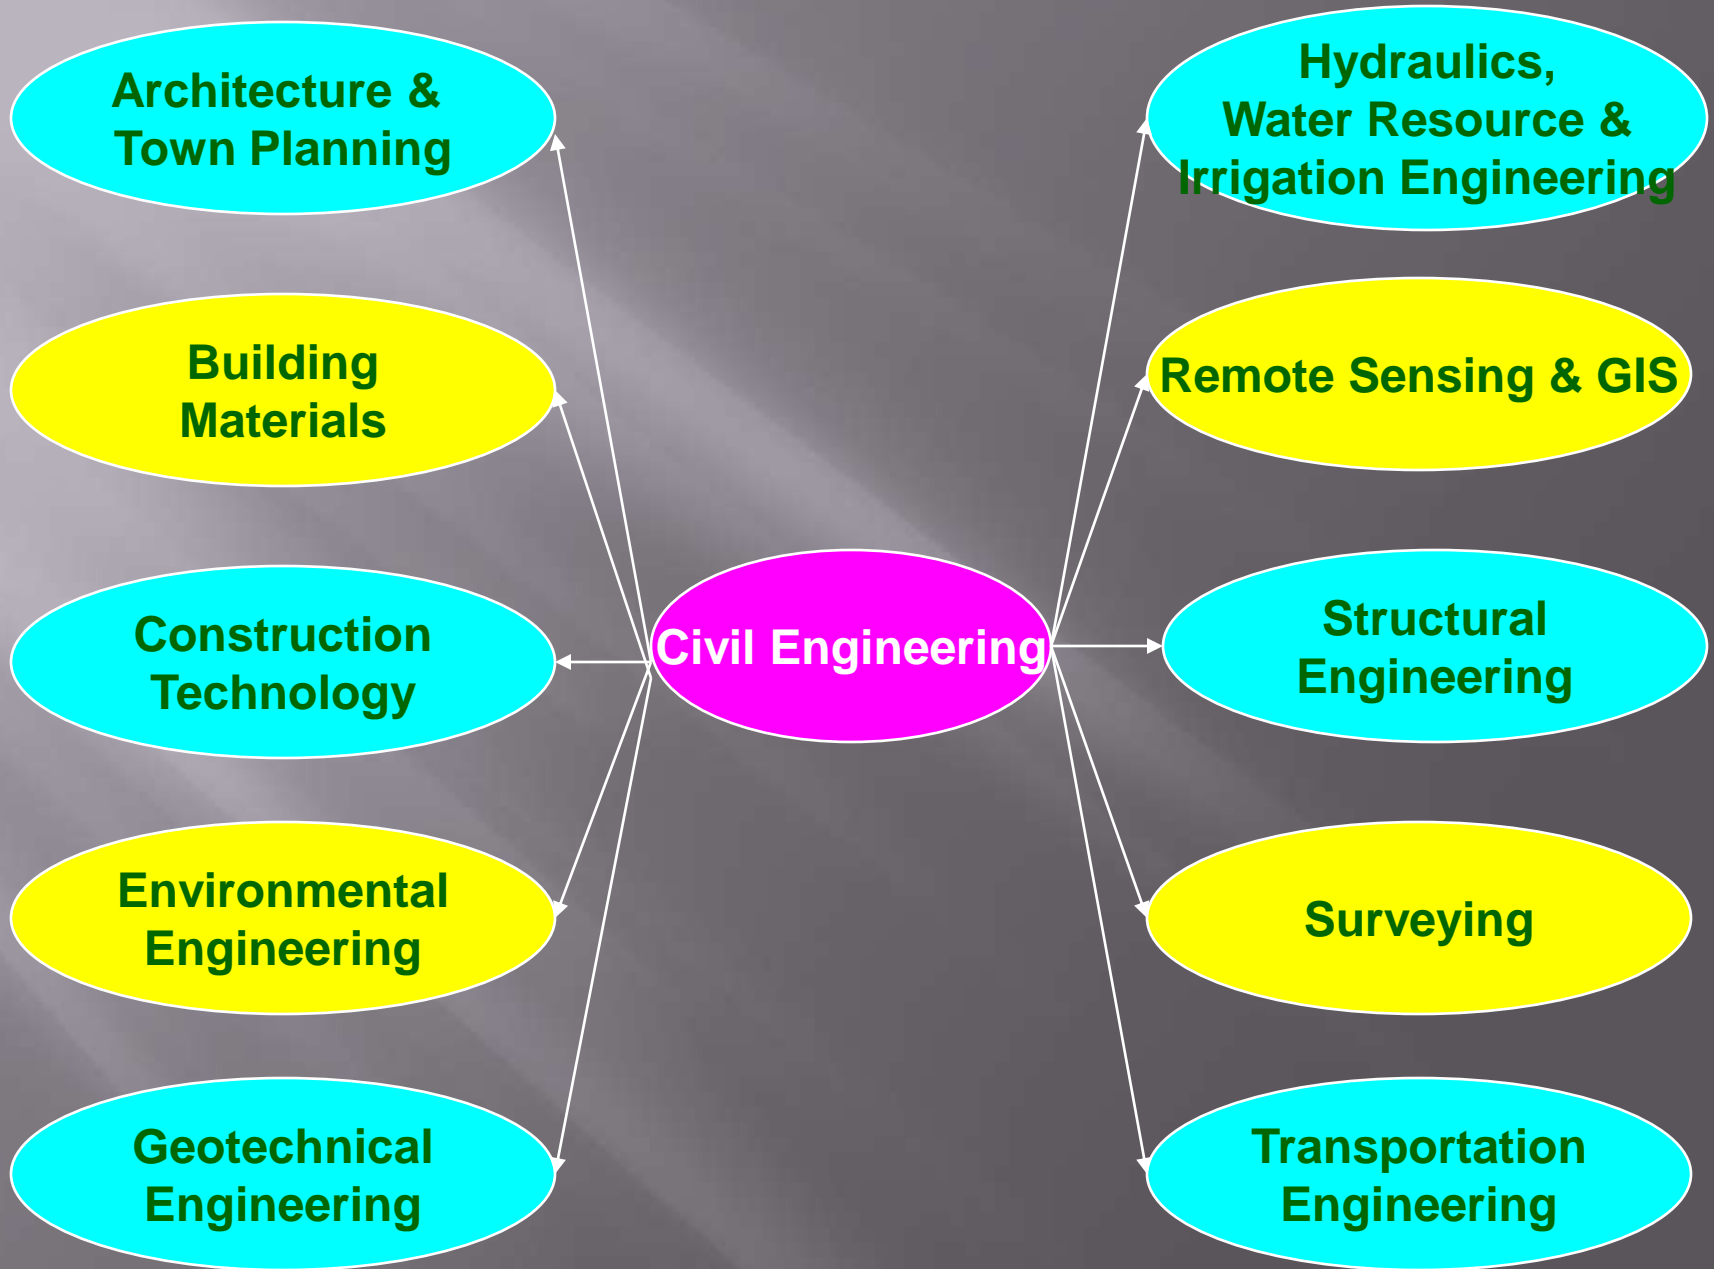 Architecture &
Town Planning
Building
Materials
Construction
Technology
Environmental
Engineering
Geotechnical
Engineering
Civil Engineering
Hydraulics,
Water Resource &
Irrigation Engineering
Remote Sensing & GIS
Structural
Engineering
Surveying
Transportation
Engineering